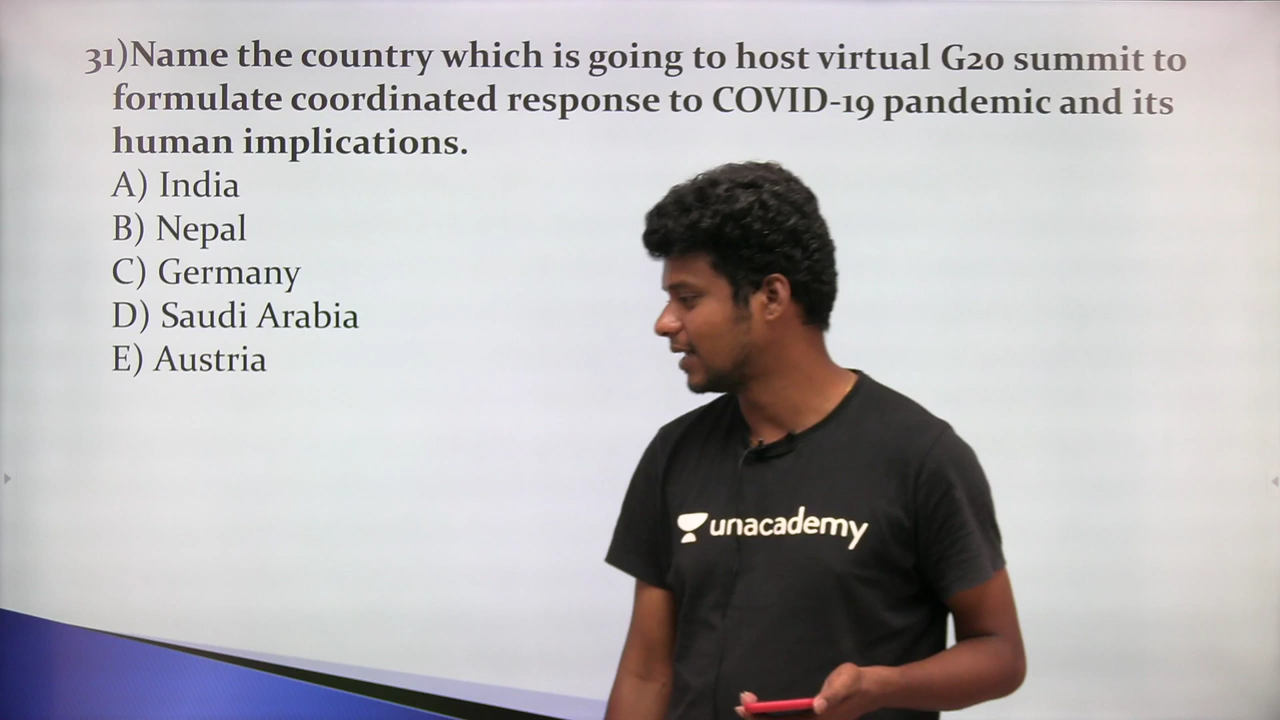 31)Name the country which is going to host virtual G20 summit to
formulate coordinated response to COVID-19 pandemic and its
human implications.
A) India
B) Nepal
C) Germany
D) Saudi Arabia
E) Austria
unacademy